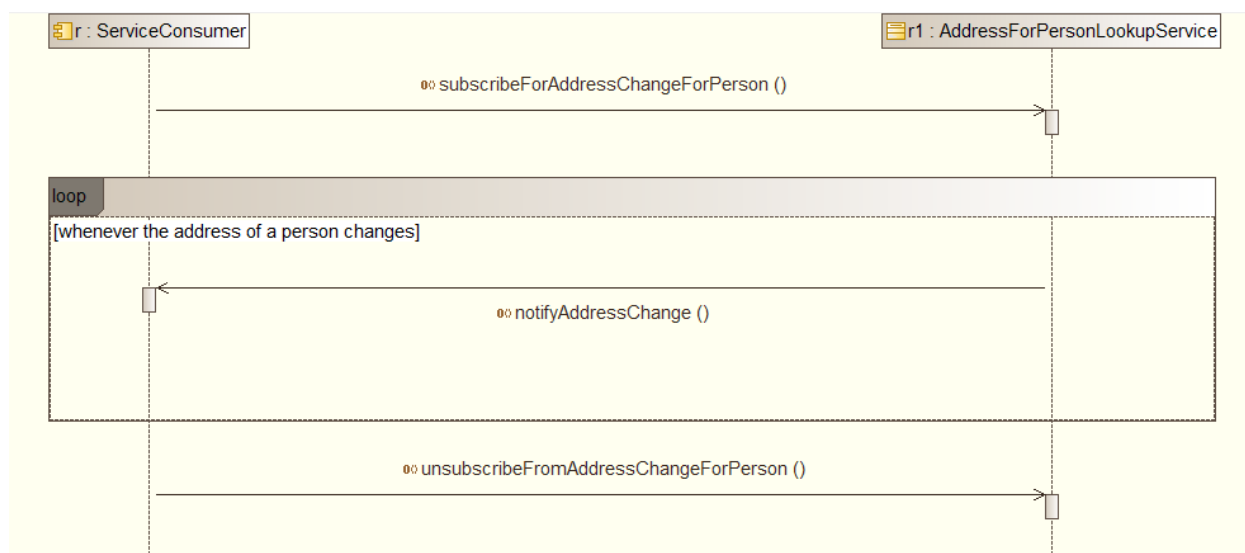 r : ServiceConsumer
r1 : AddressForPersonLookupService
subscribeForAddressChangeForPerson ()
loop
[whenever the address of a person changes]
notifyAddressChange ()
unsubscribeFromAddressChangeForPerson ()